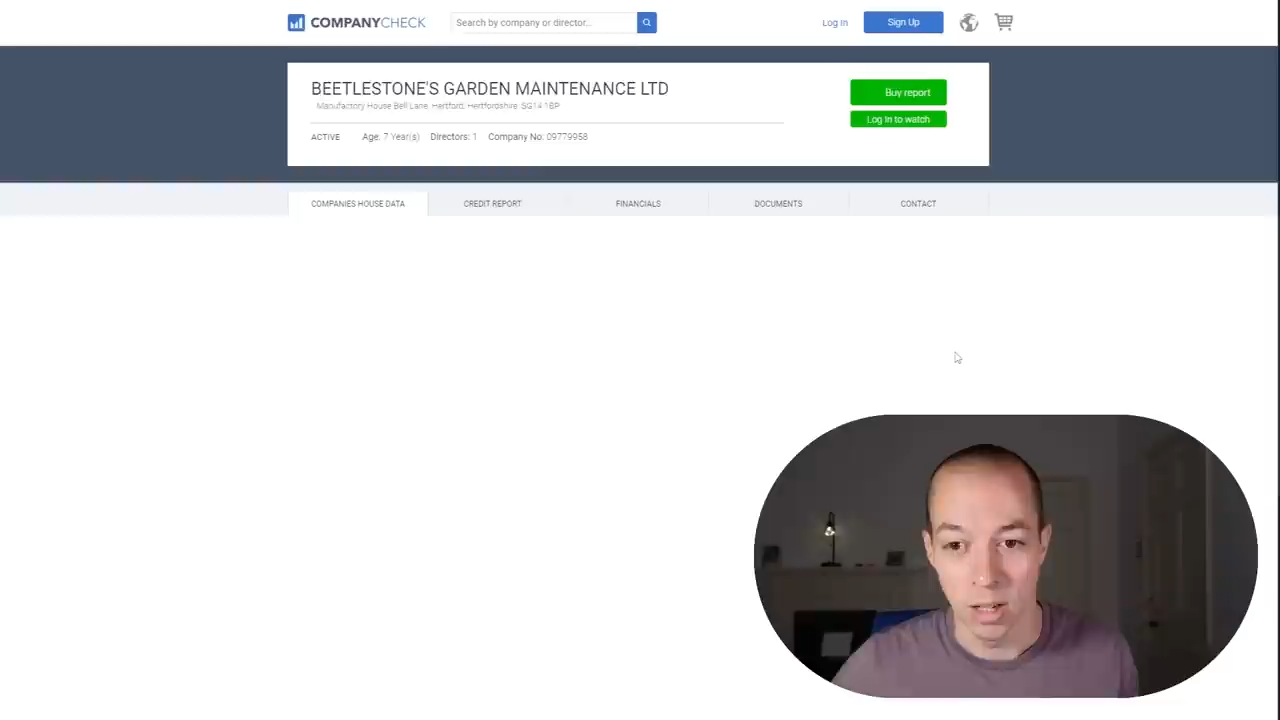 COMPANYCHECK
Search by company or director...
Log In
Sign Up
BEETLESTONE'S GARDEN MAINTENANCE LTD
Manufactory House Bell Lane, Hertford, Hertfordshire, SG14 1BP
Buy report
Log In to watch
ACTIVE Age: 7 Year(s) Directors: 1 Company No: 09779958
COMPANIES HOUSE DATA
CREDIT REPORT
FINANCIALS
DOCUMENTS
CONTACT